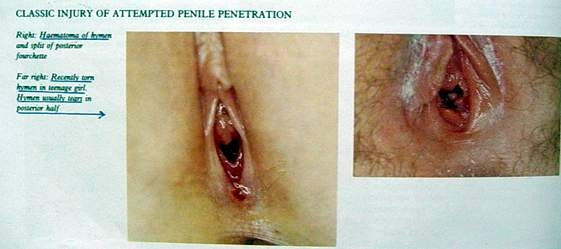 CLASSIC INJURY OF ATTEMPTED PENILE PENETRATION
Right: Haematoma of hymen
and split of posterior
fourchette
Far right: Recently torn
hymen in teenage girl.
Hymen usually tears in
posterior half